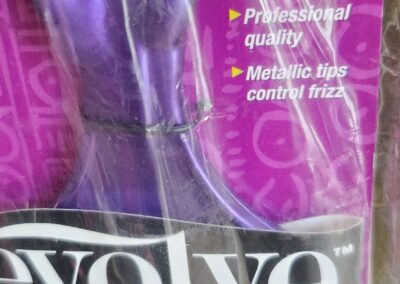 Professional
quality
Metallic tips
control frizz
evolve™